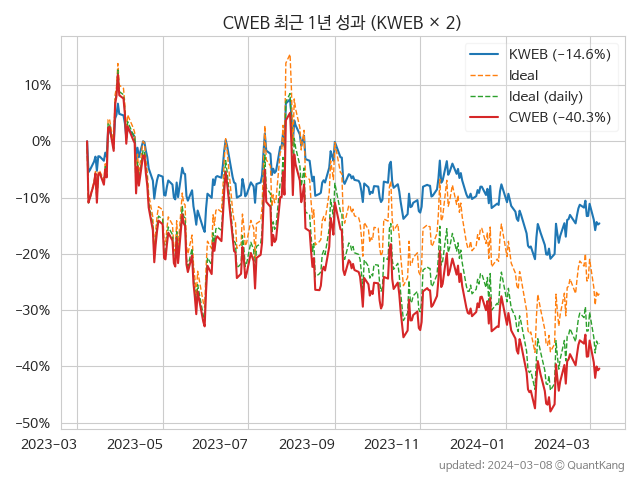 CWEB 최근 1년 성과 (KWEB × 2)
KWEB (−14.6%)
Ideal
Ideal (daily)
CWEB (−40.3%)
10%
0%
−10%
−20%
−30%
−40%
−50%
2023−03 2023−05 2023−07 2023−09 2023−11 2024−01 2024−03
updated: 2024−03−08 © QuantKang